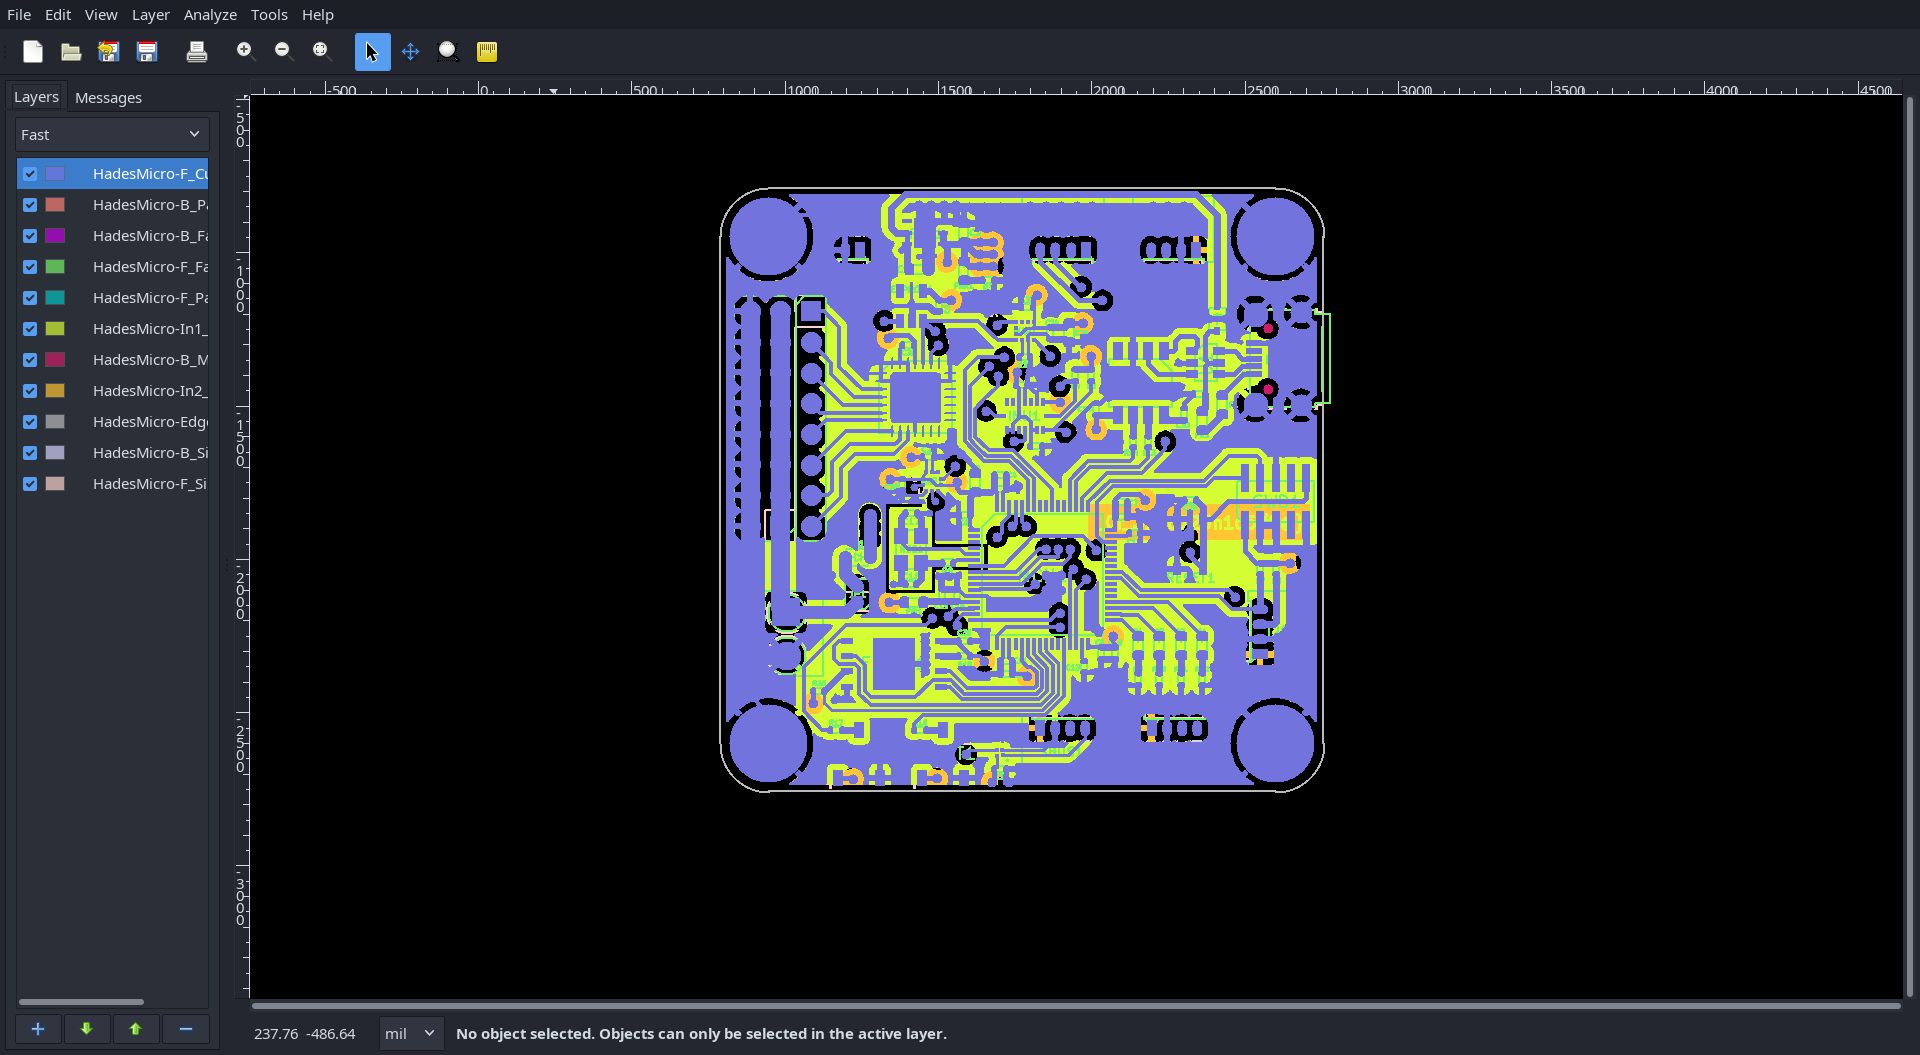 File Edit View Layer Analyze Tools Help
Layers Messages
-500 0 500 1000 1500 2000 2500 3000 3500 4000 4500
Fast
HadesMicro-F_Cu
HadesMicro-B_Pa
HadesMicro-B_Fa
HadesMicro-F_Fa
HadesMicro-F_Pa
HadesMicro-In1_
HadesMicro-B_M
HadesMicro-In2_
HadesMicro-Edge
HadesMicro-B_Si
HadesMicro-F_Si
-500
-1000
-1500
-2000
-2500
-3000
237.76 -486.64 mil No object selected. Objects can only be selected in the active layer.